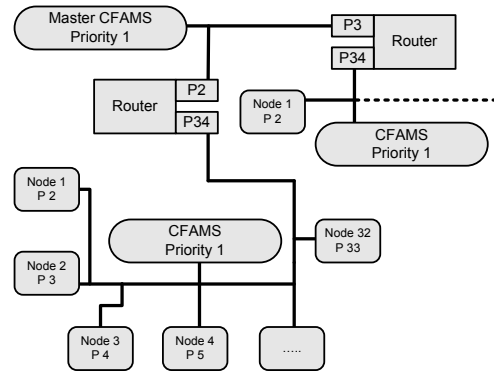 Master CFAMS
Priority 1
P3
Router
P34
P2
Router
P34
Node 1
P 2
CFAMS
Priority 1
Node 1
P 2
CFAMS
Priority 1
Node 32
P 33
Node 2
P 3
Node 3
P 4
Node 4
P 5
.....